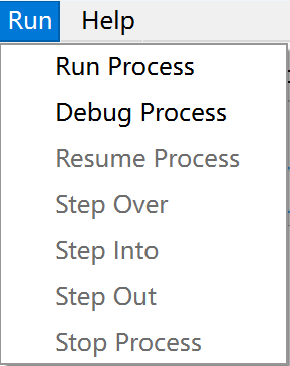 Run Help
Run Process
Debug Process
Resume Process
Step Over
Step Into
Step Out
Stop Process